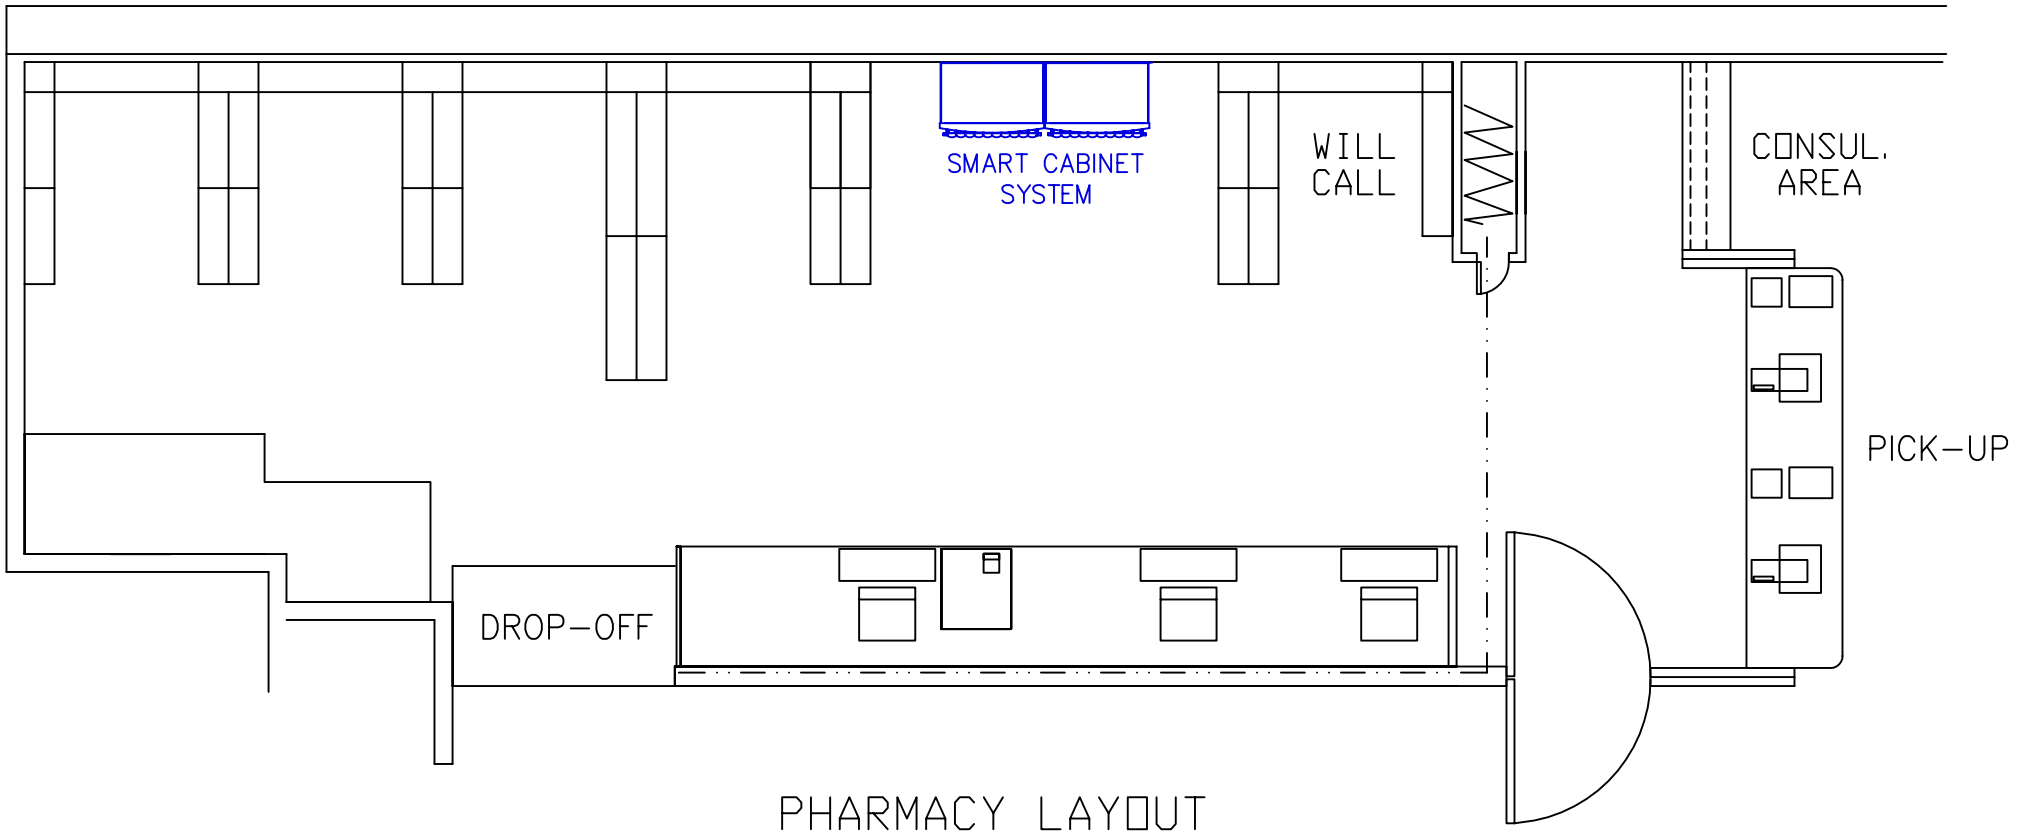 SMART CABINET
SYSTEM
WILL
CALL
CONSUL.
AREA
PICK-UP
DROP-OFF
PHARMACY LAYOUT